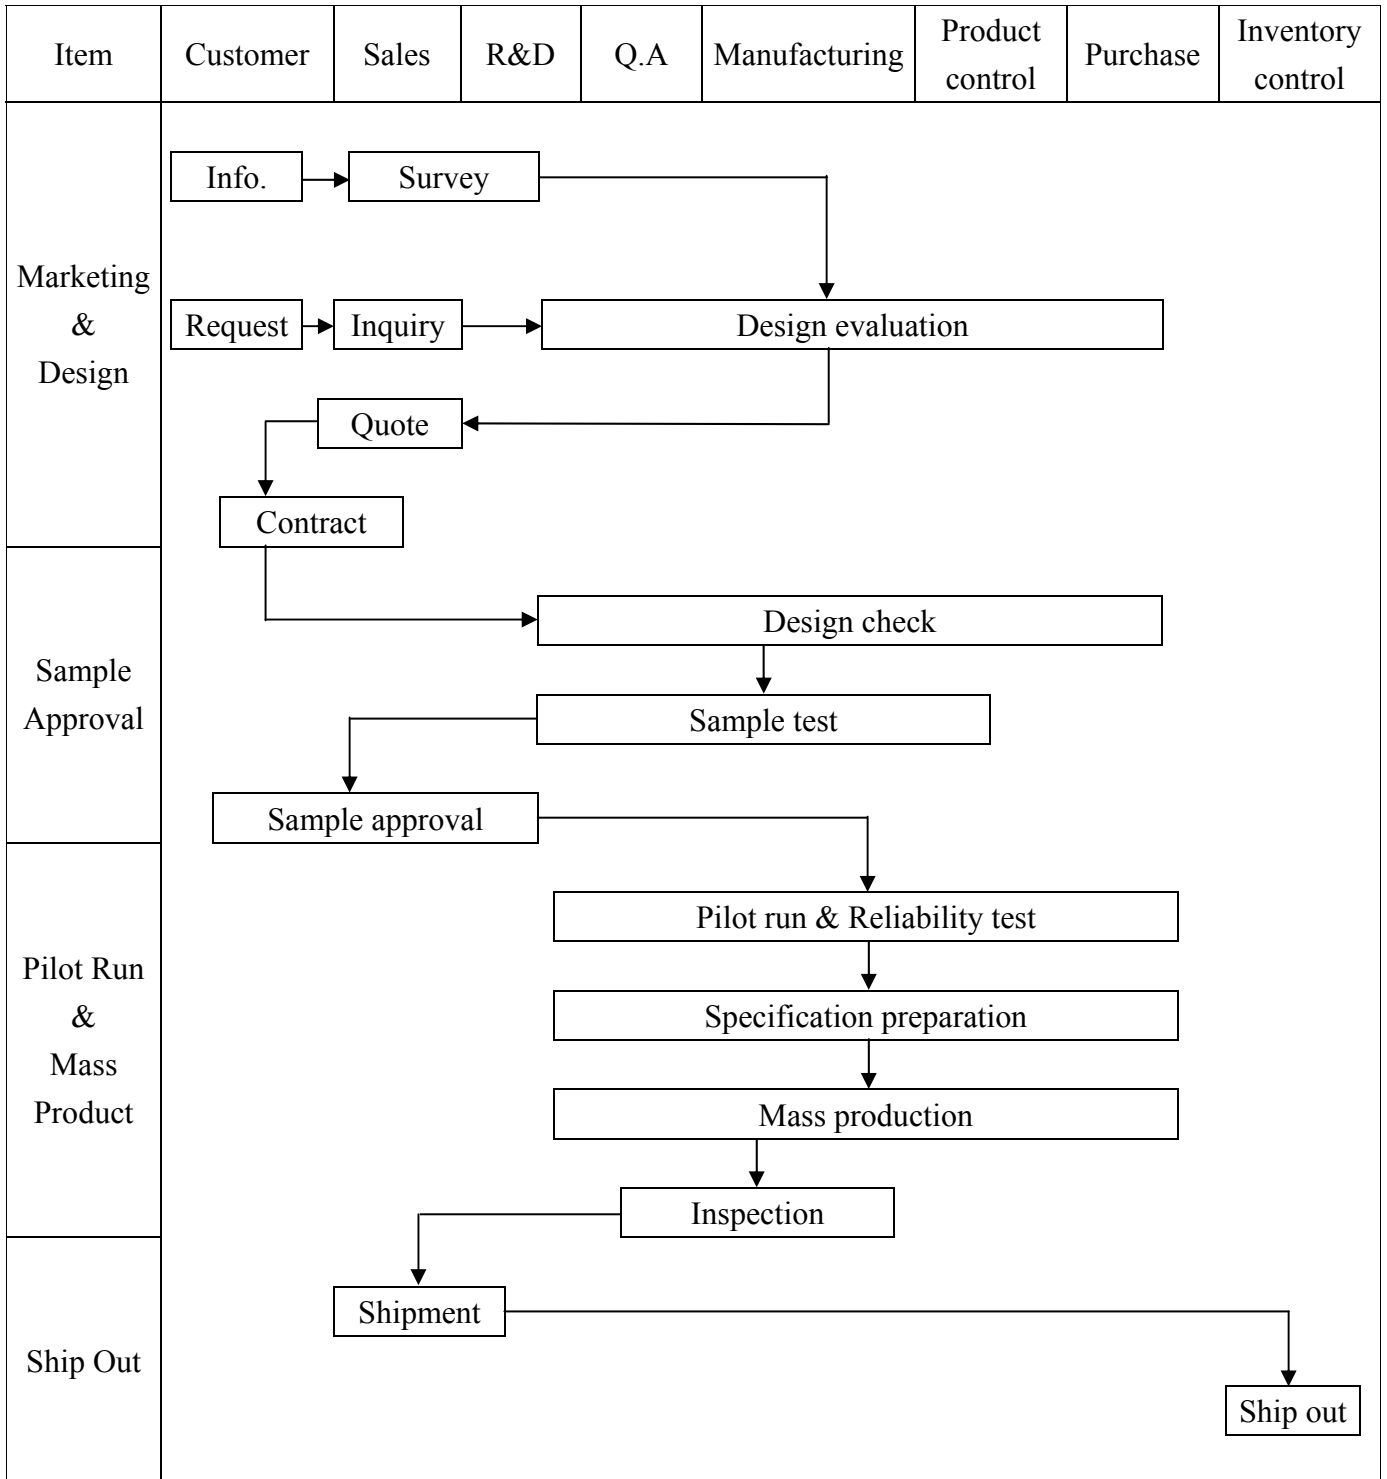 Item
Customer
Sales
R&D
Q.A
Manufacturing
Product
control
Purchase
Inventory
control
Marketing
&
Design
Info.
Survey
Request
Inquiry
Design evaluation
Quote
Contract
Sample
Approval
Design check
Sample test
Sample approval
Pilot Run
&
Mass
Product
Pilot run & Reliability test
Specification preparation
Mass production
Inspection
Ship Out
Shipment
Ship out